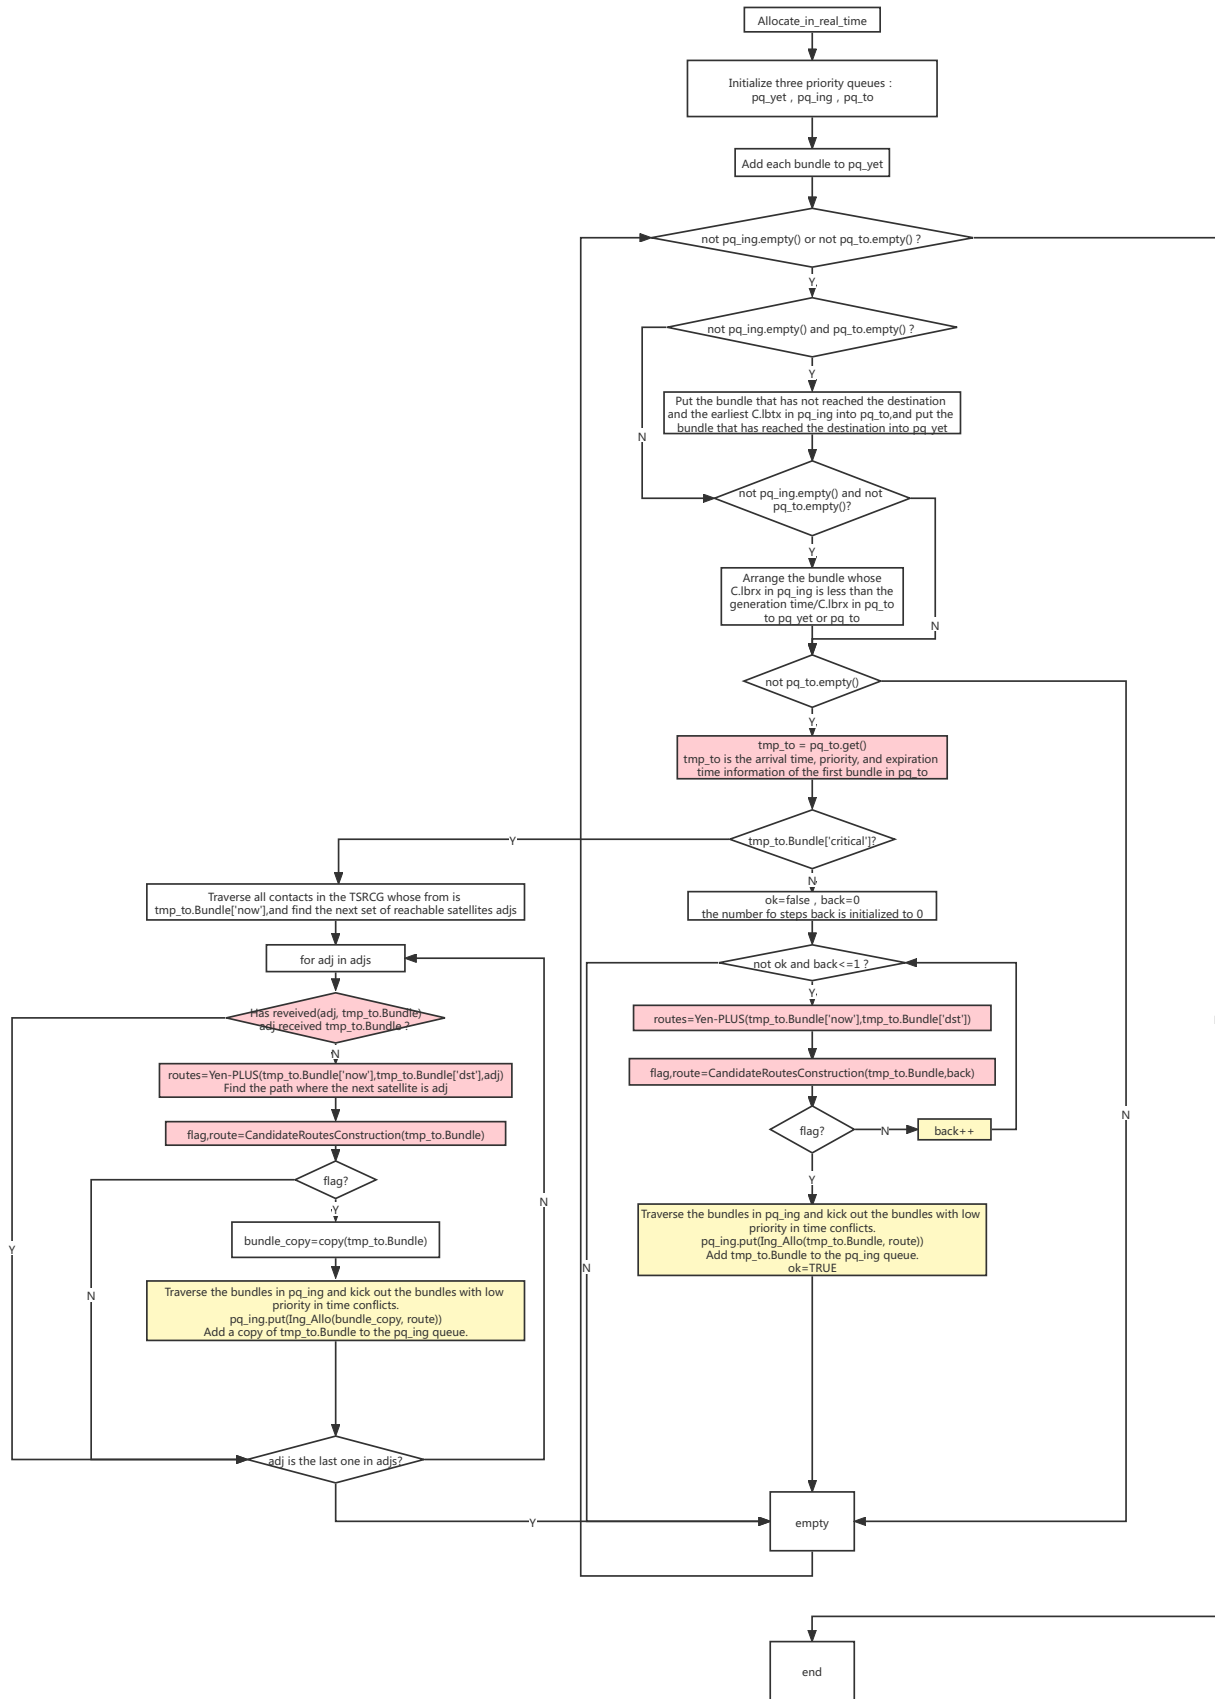 Allocate_in_real_time
Initialize three priority queues :
pq_yet , pq_ing , pq_to
Add each bundle to pq_yet
not pq_ing.empty() or not pq_to.empty() ?
Y
not pq_ing.empty() and pq_to.empty() ?
Y
Put the bundle that has not reached the destination
and the earliest C.lbtx in pq_ing into pq_to,and put the
bundle that has reached the destination into pq_yet
N
not pq_ing.empty() and not
pq_to.empty()?
Y
Arrange the bundle whose
C.lbrx in pq_ing is less than the
generation time/C.lbrx in pq_to
to pq_yet or pq_to
N
not pq_to.empty()
Y
tmp_to = pq_to.get()
tmp_to is the arrival time, priority, and expiration
time information of the first bundle in pq_to
tmp_to.Bundle['critical']?
Y
N
Traverse all contacts in the TSRCG whose from is
tmp_to.Bundle['now'],and find the next set of reachable satellites adjs
for adj in adjs
Has reveived(adj, tmp_to.Bundle)
adj received tmp_to.Bundle ?
N
routes=Yen-PLUS(tmp_to.Bundle['now'],tmp_to.Bundle['dst'],adj)
Find the path where the next satellite is adj
flag,route=CandidateRoutesConstruction(tmp_to.Bundle)
flag?
Y
N
bundle_copy=copy(tmp_to.Bundle)
Y
Traverse the bundles in pq_ing and kick out the bundles with low
priority in time conflicts.
pq_ing.put(Ing_Allo(bundle_copy, route))
Add a copy of tmp_to.Bundle to the pq_ing queue.
N
adj is the last one in adjs?
Y
ok=false , back=0
the number fo steps back is initialized to 0
not ok and back<=1 ?
Y
routes=Yen-PLUS(tmp_to.Bundle['now'],tmp_to.Bundle['dst'])
flag,route=CandidateRoutesConstruction(tmp_to.Bundle,back)
flag?
N
back++
N
Y
Traverse the bundles in pq_ing and kick out the bundles with low
priority in time conflicts.
pq_ing.put(Ing_Allo(tmp_to.Bundle, route))
Add tmp_to.Bundle to the pq_ing queue.
ok=TRUE
N
empty
end